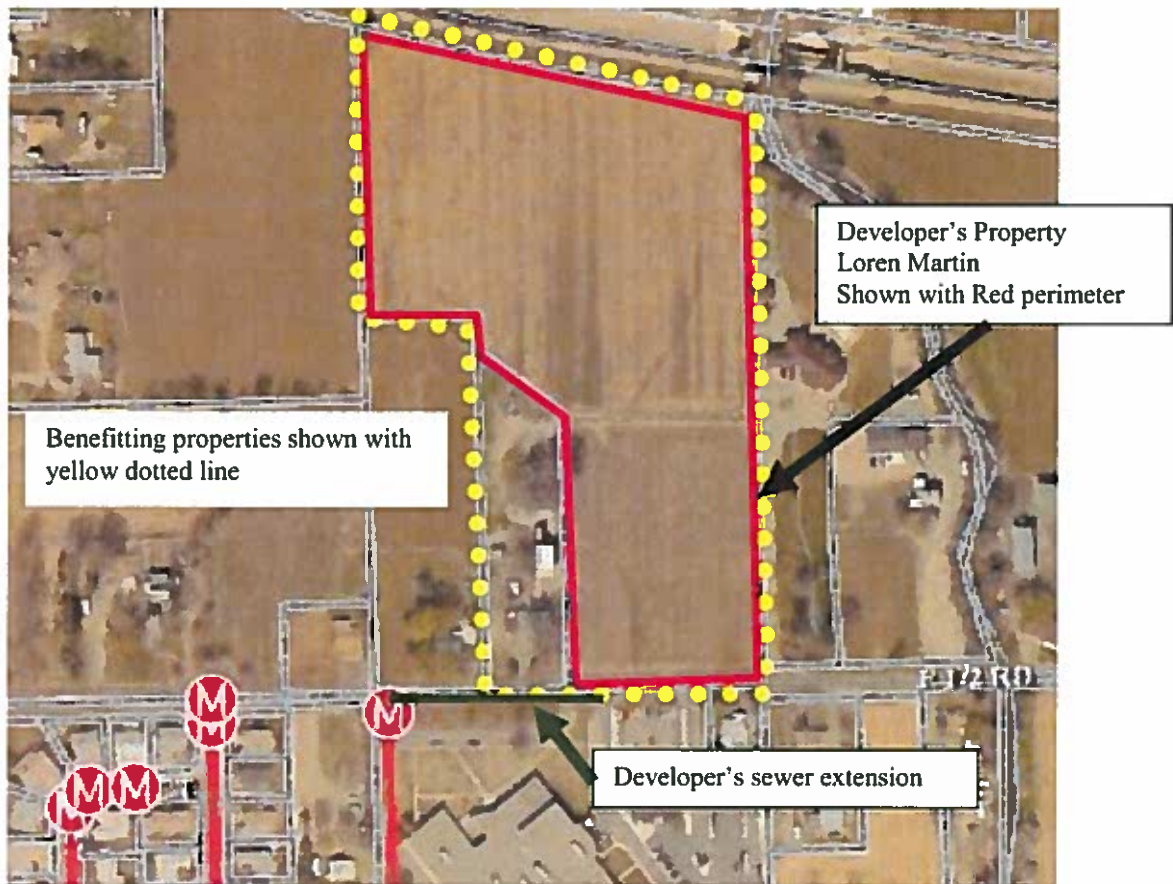 Developer's Property
Loren Martin
Shown with Red perimeter
Benefitting properties shown with
yellow dotted line
M
M
M
M
M
Developer's sewer extension